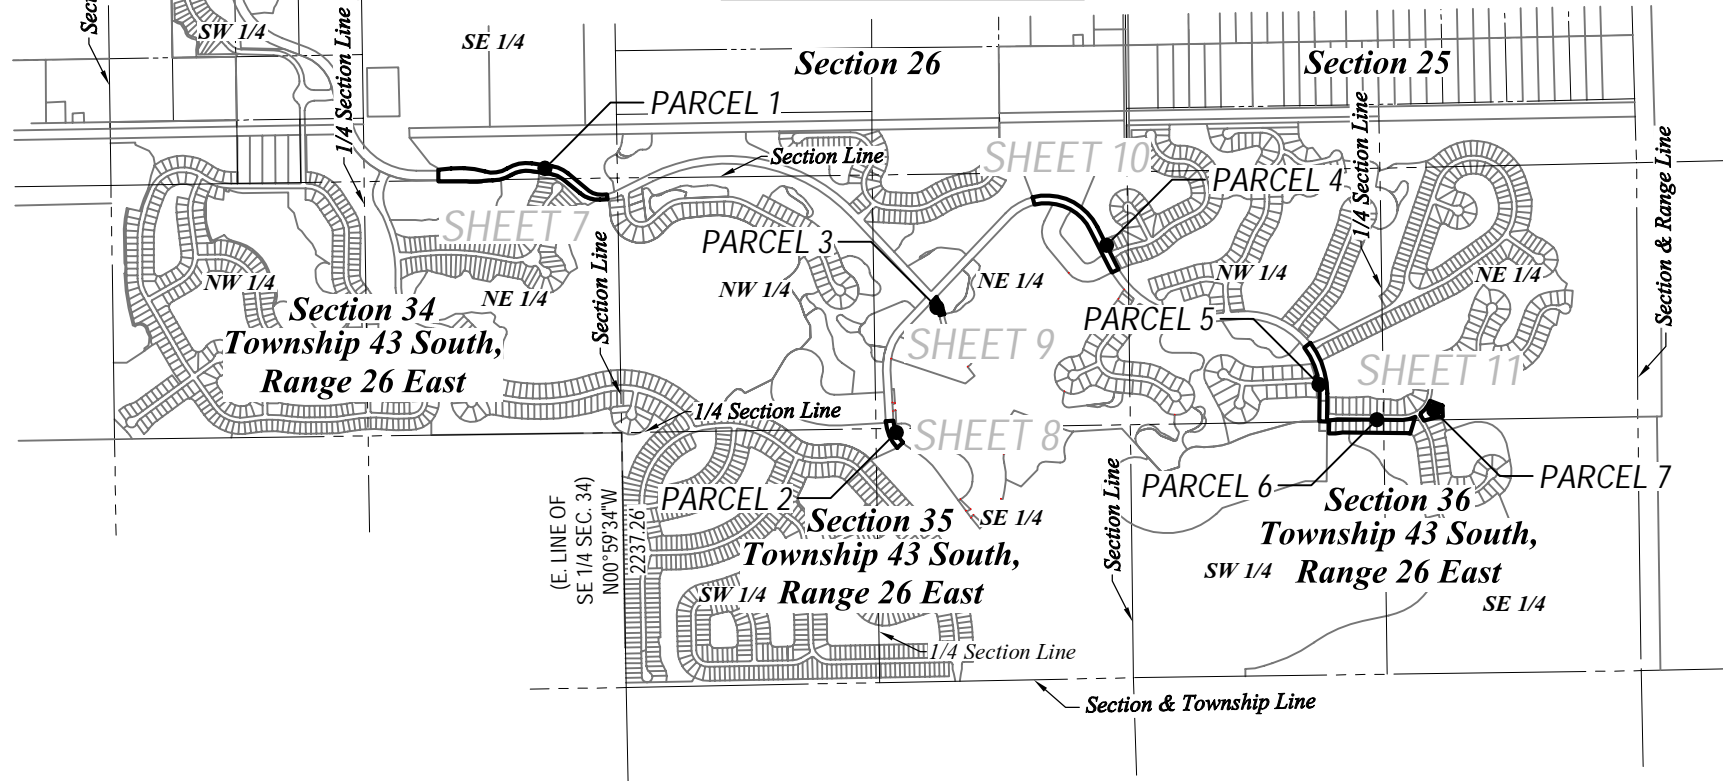 Secti
SW 1/4
1/4 Section Line
SE 1/4
Section 26
Section 25
PARCEL 1
Section Line
SHEET 10
PARCEL 4
1/4 Section Line
Section & Range Line
SHEET 7
PARCEL 3
NW 1/4
NE 1/4
Section Line
NW 1/4
NE 1/4
NW 1/4
NE 1/4
Section 34
Township 43 South,
Range 26 East
PARCEL 5
SHEET 9
SHEET 11
1/4 Section Line
SHEET 8
PARCEL 2
(E. LINE OF
SE 1/4 SEC. 34)
N00°59'34"W
2237.26'
Section 35
Township 43 South,
Range 26 East
SE 1/4
SW 1/4
Section Line
PARCEL 6
PARCEL 7
Section 36
Township 43 South,
Range 26 East
SW 1/4
SE 1/4
1/4 Section Line
Section & Township Line